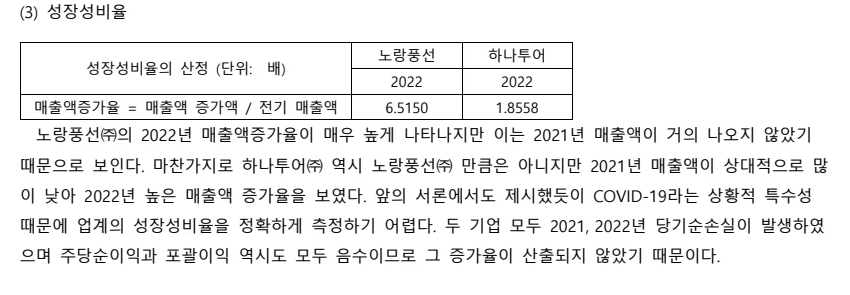 (3) 성장성비율
성장성비율의 산정 (단위: 배)
노랑풍선
하나투어
2022
2022
매출액증가율 = 매출액 증가액 / 전기 매출액
6.5150
1.8558
노랑풍선㈜의 2022년 매출액증가율이 매우 높게 나타나지만 이는 2021년 매출액이 거의 나오지 않았기
때문으로 보인다. 마찬가지로 하나투어㈜ 역시 노랑풍선㈜ 만큼은 아니지만 2021년 매출액이 상대적으로 많
이 낮아 2022년 높은 매출액 증가율을 보였다. 앞의 서론에서도 제시했듯이 COVID-19라는 상황적 특수성
때문에 업계의 성장성비율을 정확하게 측정하기 어렵다. 두 기업 모두 2021, 2022년 당기순손실이 발생하였
으며 주당순이익과 포괄이익 역시도 모두 음수이므로 그 증가율이 산출되지 않았기 때문이다.